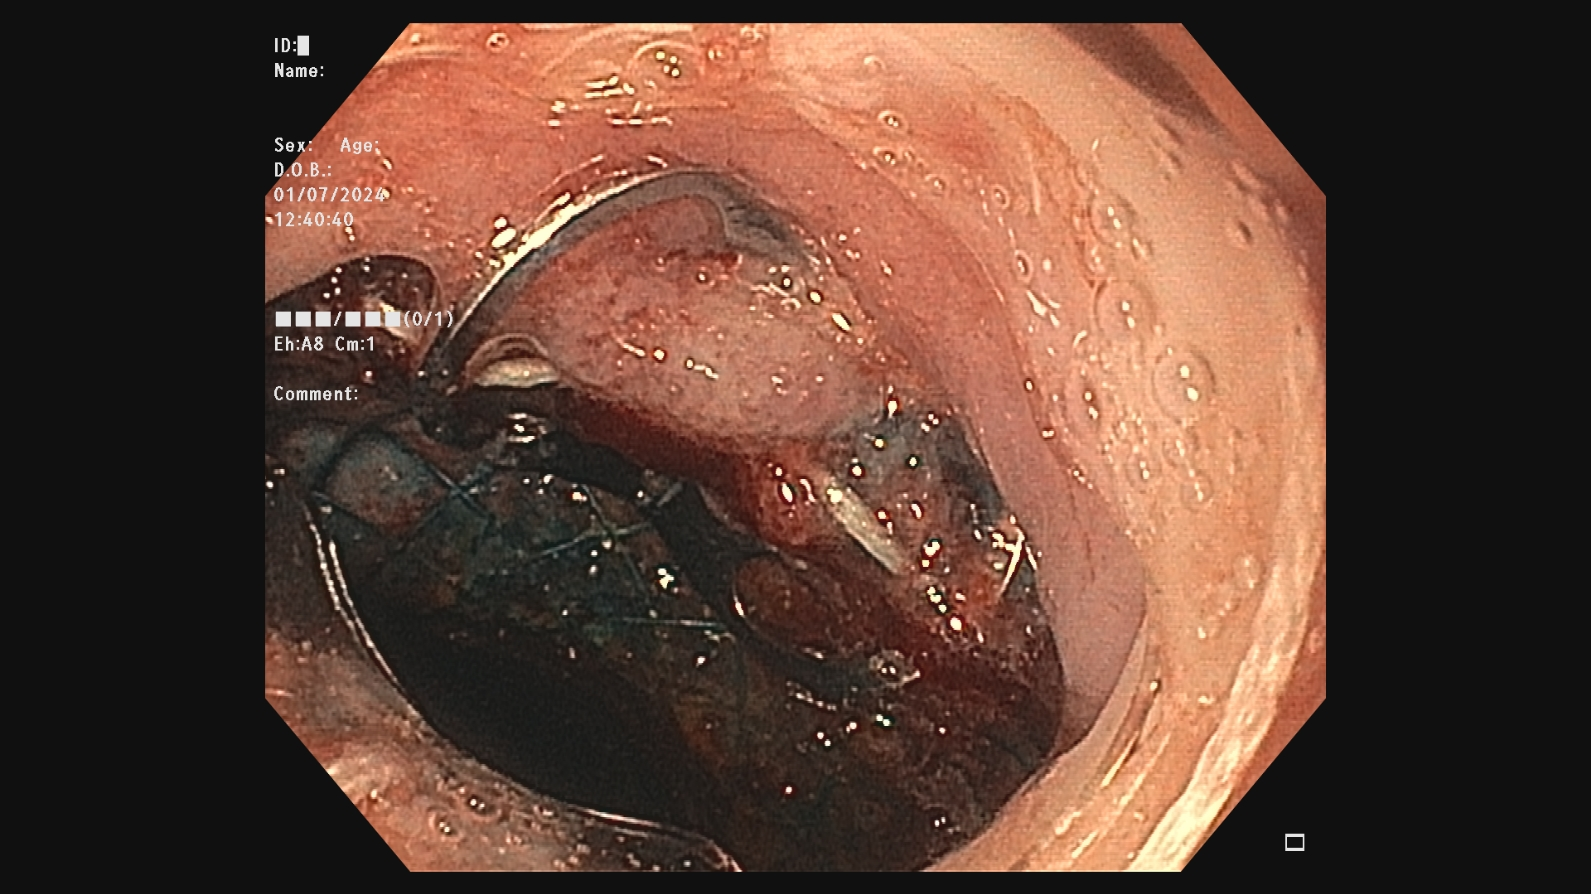 ID:
Name:
Sex: Age:
D.O.B.:
01/07/2024
12:40:40
■■■/■■■(0/1)
Eh:A8 Cm:1
Comment: